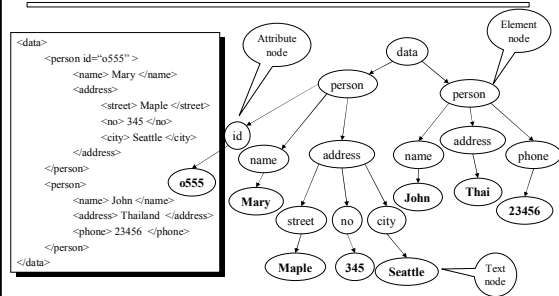 <data>
<person id=“o555” >
<name> Mary </name>
<address>
<street> Maple </street>
<no> 345 </no>
<city> Seattle </city>
</address>
</person>
<person>
<name> John </name>
<address> Thailand </address>
<phone> 23456 </phone>
</person>
</data>
Attribute
node
Element
node
data
person
person
id
name
address
name
address
phone
o555
Mary
John
Thai
23456
street
no
city
Maple
345
Seattle
Text
node